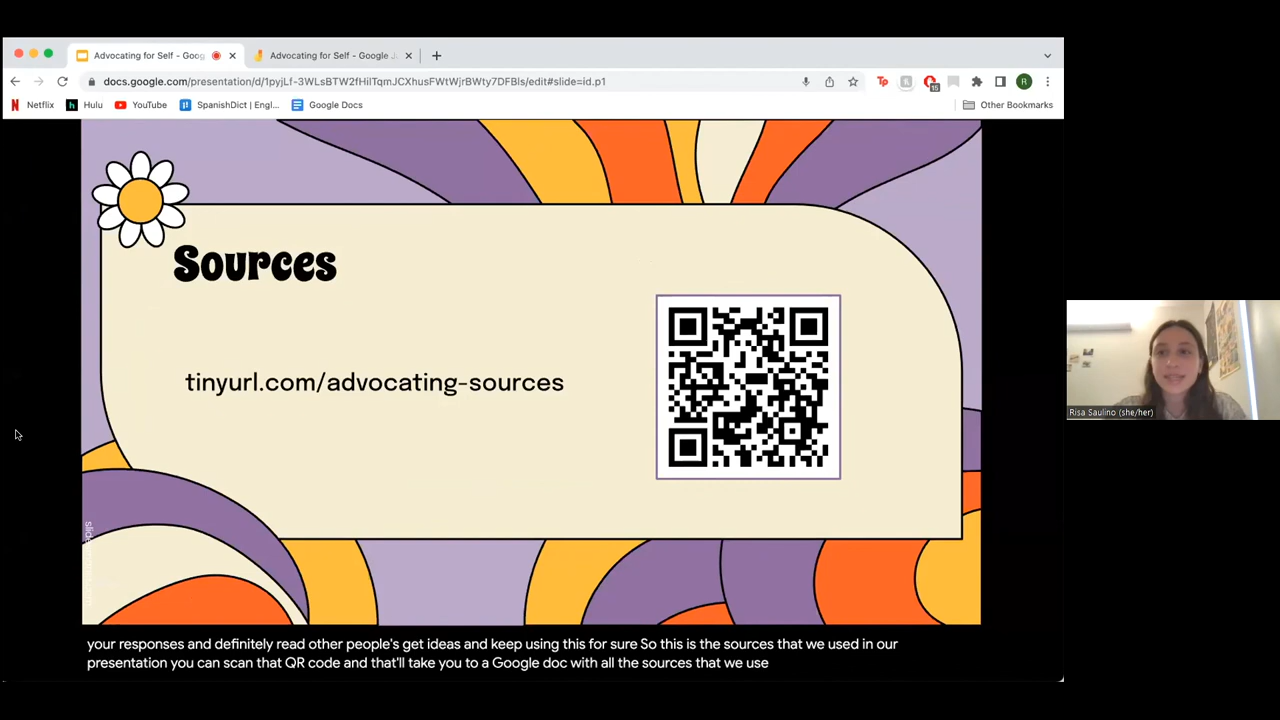 Advocating for Self - Goog
Advocating for Self - Google J
docs.google.com/presentation/d/1pyjLf-3WLsBTW2fHilTqmJCXhusFWtWjrBWty7DFBIs/edit#slide=id.p1
Tp
15
R
Netflix
h Hulu
YouTube
SpanishDict | Engl...
Google Docs
Other Bookmarks
Sources
tinyurl.com/advocating-sources
Risa Saulino (she/her)
your responses and definitely read other people's get ideas and keep using this for sure So this is the sources that we used in our
presentation you can scan that QR code and that'll take you to a Google doc with all the sources that we use